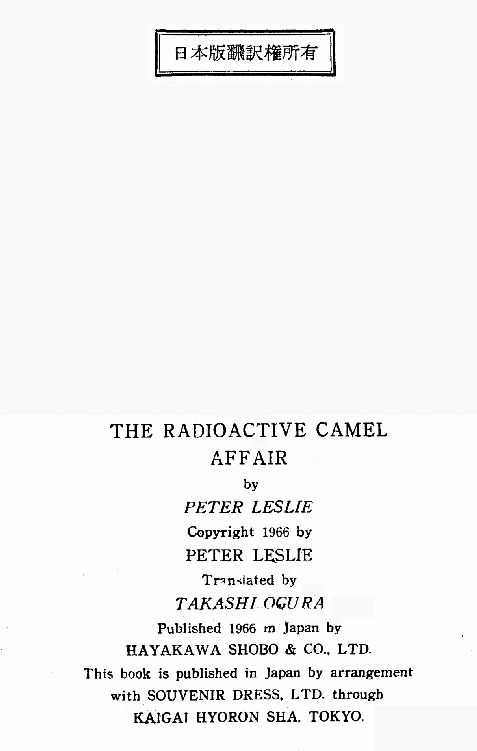 日本版翻訳権所有
THE RADIOACTIVE CAMEL
AFFAIR
by
PETER LESLIE
Copyright 1966 by
PETER LESLIE
Translated by
TAKASHI OGURA
Published 1966 in Japan by
HAYAKAWA SHOBO & CO., LTD.
This book is published in Japan by arrangement
with SOUVENIR DRESS, LTD. through
KAIGAI HYORON SHA. TOKYO.